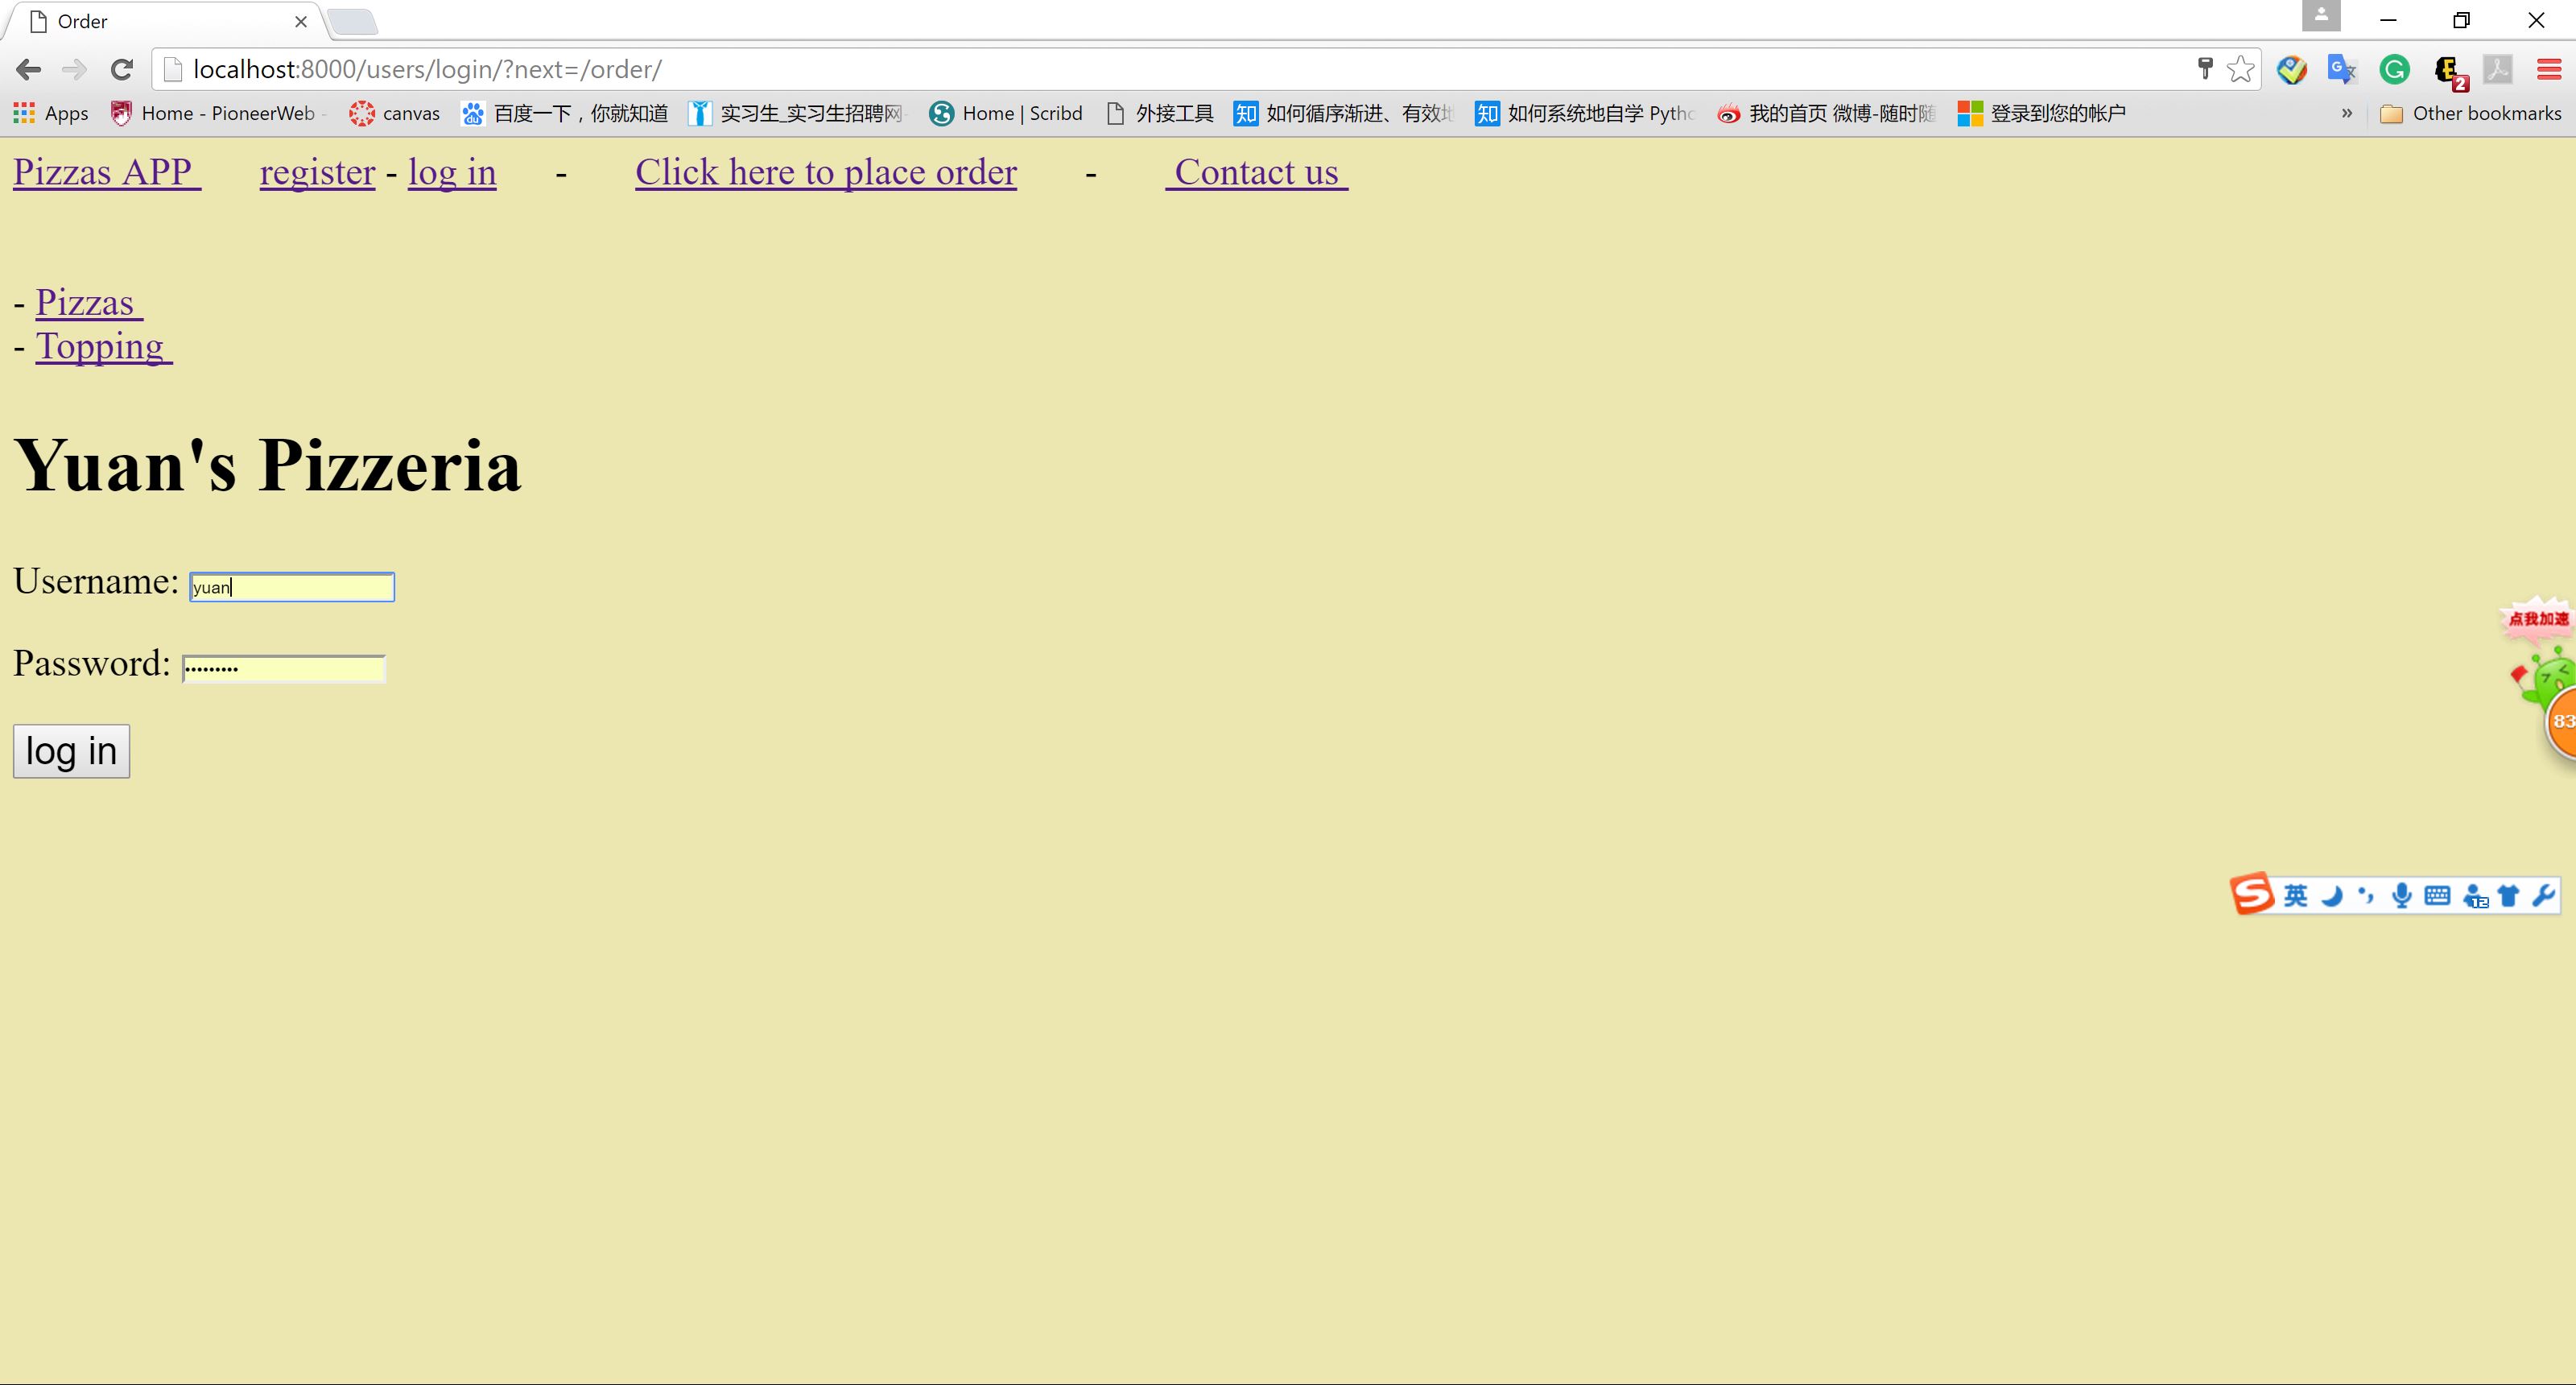 Order
localhost:8000/users/login/?next=/order/
Apps Home - PioneerWeb - canvas 百度一下，你就知道 实习生_实习生招聘网 Home | Scribd 外接工具 知 如何循序渐进、有效地 知 如何系统地自学 Pytho 我的首页 微博-随时随 登录到您的帐户 » Other bookmarks
2
Pizzas APP register - log in - Click here to place order - Contact us
- Pizzas
- Topping
Yuan's Pizzeria
Username: yuan
点我加速
Password: •••••••••
83
log in
英